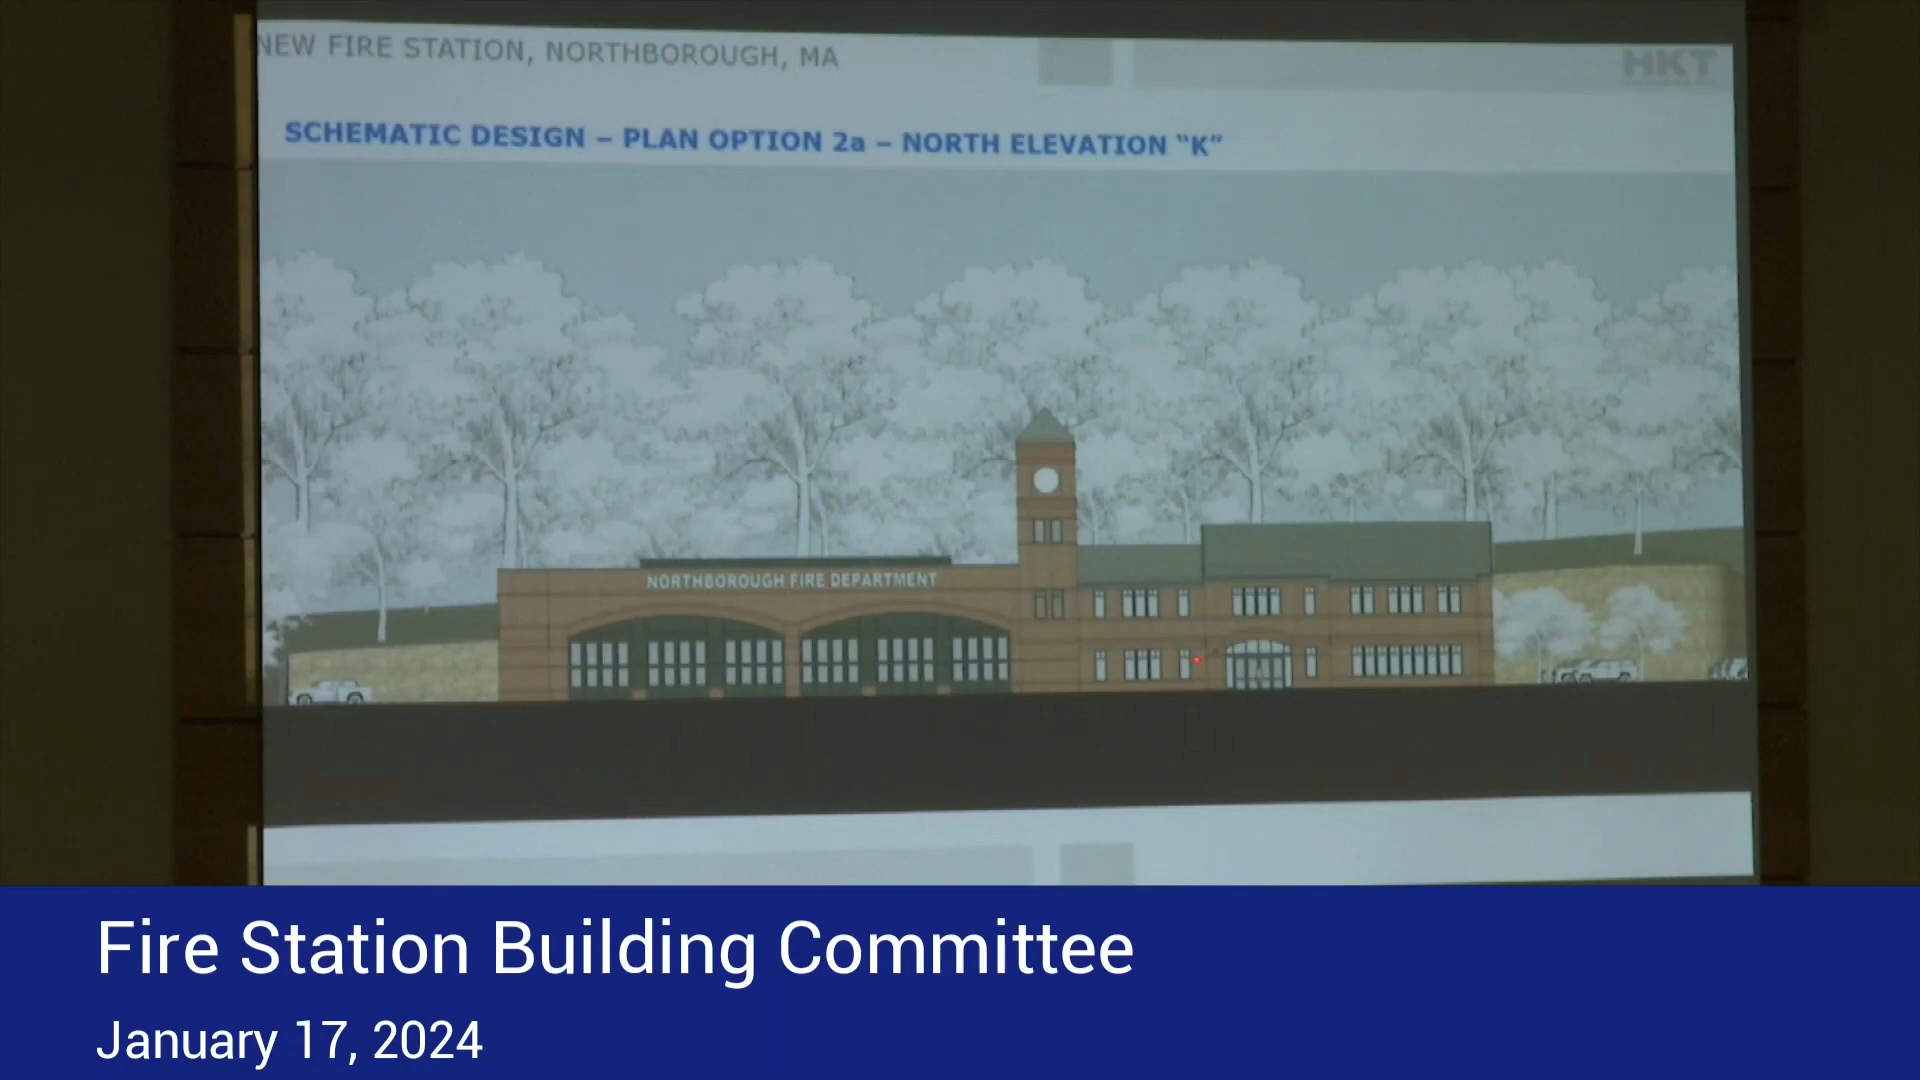 NEW FIRE STATION, NORTHBOROUGH, MA
HKT
SCHEMATIC DESIGN – PLAN OPTION 2a – NORTH ELEVATION “K”
NORTHBOROUGH FIRE DEPARTMENT
Fire Station Building Committee
January 17, 2024